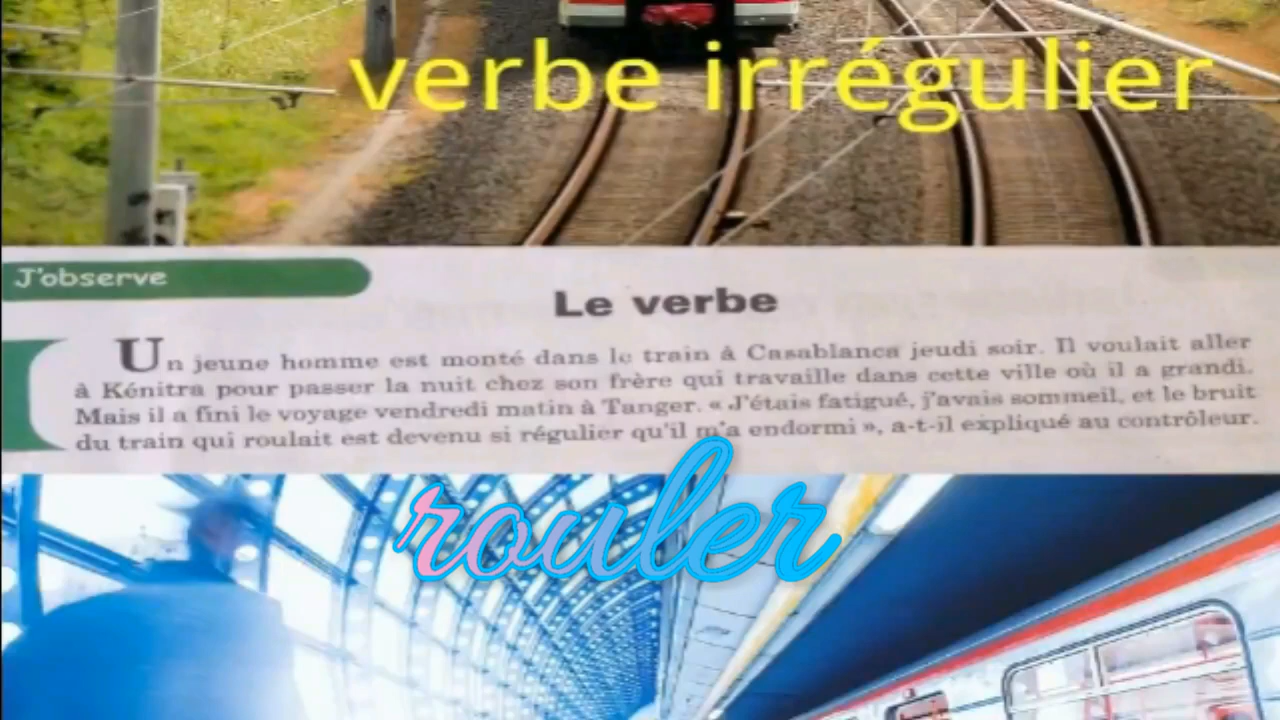 verbe irrégulier
J'observe
Le verbe
Un jeune homme est monté dans le train à Casablanca jeudi soir. Il voulait aller
à Kénitra pour passer la nuit chez son frère qui travaille dans cette ville où il a grandi.
Mais il a fini le voyage vendredi matin à Tanger. « J'étais fatigué, j'avais sommeil, et le bruit
du train qui roulait est devenu si régulier qu'il m'a endormi », a-t-il expliqué au contrôleur.
rouler